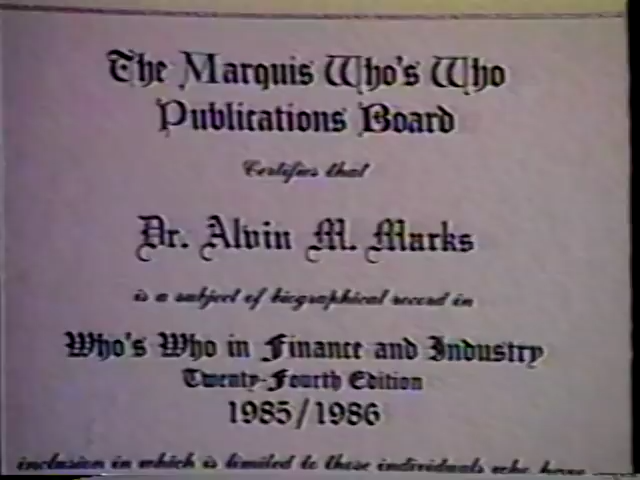 The Marquis Who's Who
Publications Board
Certifies that
Dr. Alvin M. Marks
is a subject of biographical record in
Who's Who in Finance and Industry
Twenty-Fourth Edition
1985/1986
inclusion in which is limited to those individuals who have